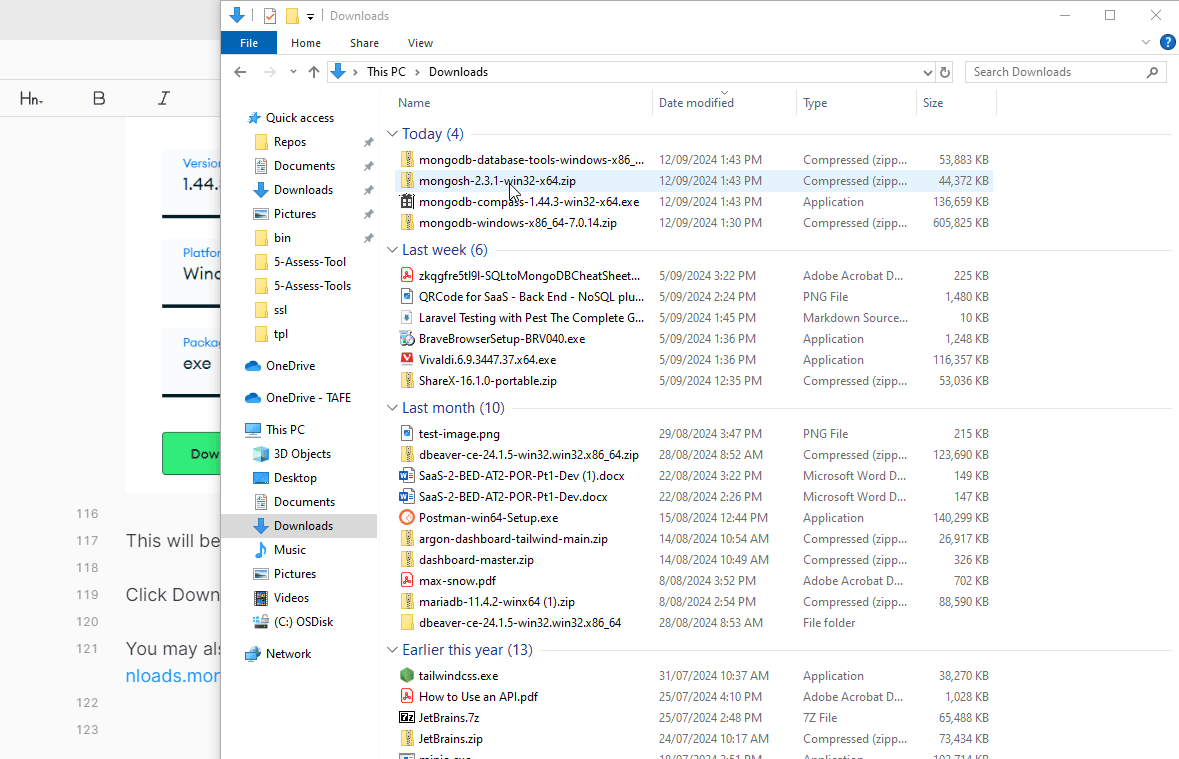 Downloads
File Home Share View
This PC Downloads Search Downloads
Hn B I
Name Date modified Type Size
Quick access
Repos
Documents
Downloads
Pictures
bin
5-Assess-Tool
5-Assess-Tools
ssl
tpl
OneDrive
OneDrive - TAFE
This PC
3D Objects
Desktop
Documents
Downloads
Music
Pictures
Videos
(C:) OSDisk
Network
Today (4)
mongodb-database-tools-windows-x86_... 12/09/2024 1:43 PM Compressed (zipp... 53,883 KB
mongosh-2.3.1-win32-x64.zip 12/09/2024 1:43 PM Compressed (zipp... 44,372 KB
mongodb-compass-1.44.3-win32-x64.exe 12/09/2024 1:43 PM Application 136,659 KB
mongodb-windows-x86_64-7.0.14.zip 12/09/2024 1:30 PM Compressed (zipp... 605,825 KB
Last week (6)
zkqgfre5tl9l-SQLtoMongoDBCheatSheet... 5/09/2024 3:22 PM Adobe Acrobat D... 225 KB
QRCode for SaaS - Back End - NoSQL plu... 5/09/2024 2:24 PM PNG File 1,480 KB
Laravel Testing with Pest The Complete G... 5/09/2024 1:45 PM Markdown Source... 10 KB
BraveBrowserSetup-BRV040.exe 5/09/2024 1:36 PM Application 1,248 KB
Vivaldi.6.9.3447.37.x64.exe 5/09/2024 1:36 PM Application 116,357 KB
ShareX-16.1.0-portable.zip 5/09/2024 12:35 PM Compressed (zipp... 53,036 KB
Last month (10)
test-image.png 29/08/2024 3:47 PM PNG File 215 KB
dbeaver-ce-24.1.5-win32.win32.x86_64.zip 28/08/2024 8:52 AM Compressed (zipp... 123,690 KB
SaaS-2-BED-AT2-POR-Pt1-Dev (1).docx 22/08/2024 3:22 PM Microsoft Word D... 149 KB
SaaS-2-BED-AT2-POR-Pt1-Dev.docx 22/08/2024 2:26 PM Microsoft Word D... 147 KB
Postman-win64-Setup.exe 15/08/2024 12:44 PM Application 140,299 KB
argon-dashboard-tailwind-main.zip 14/08/2024 10:54 AM Compressed (zipp... 26,917 KB
dashboard-master.zip 14/08/2024 10:49 AM Compressed (zipp... 326 KB
max-snow.pdf 8/08/2024 3:52 PM Adobe Acrobat D... 702 KB
mariadb-11.4.2-winx64 (1).zip 8/08/2024 2:54 PM Compressed (zipp... 88,590 KB
dbeaver-ce-24.1.5-win32.win32.x86_64 28/08/2024 8:53 AM File folder
Earlier this year (13)
tailwindcss.exe 31/07/2024 10:37 AM Application 38,270 KB
How to Use an API.pdf 25/07/2024 4:10 PM Adobe Acrobat D... 1,028 KB
JetBrains.7z 25/07/2024 2:48 PM 7Z File 65,488 KB
JetBrains.zip 24/07/2024 10:17 AM Compressed (zipp... 73,434 KB
Version
1.44.
Platfor
Wind
Packag
exe
Dow
116
117 This will be
118
119 Click Down
120
121 You may als
nloads.mor
122
123